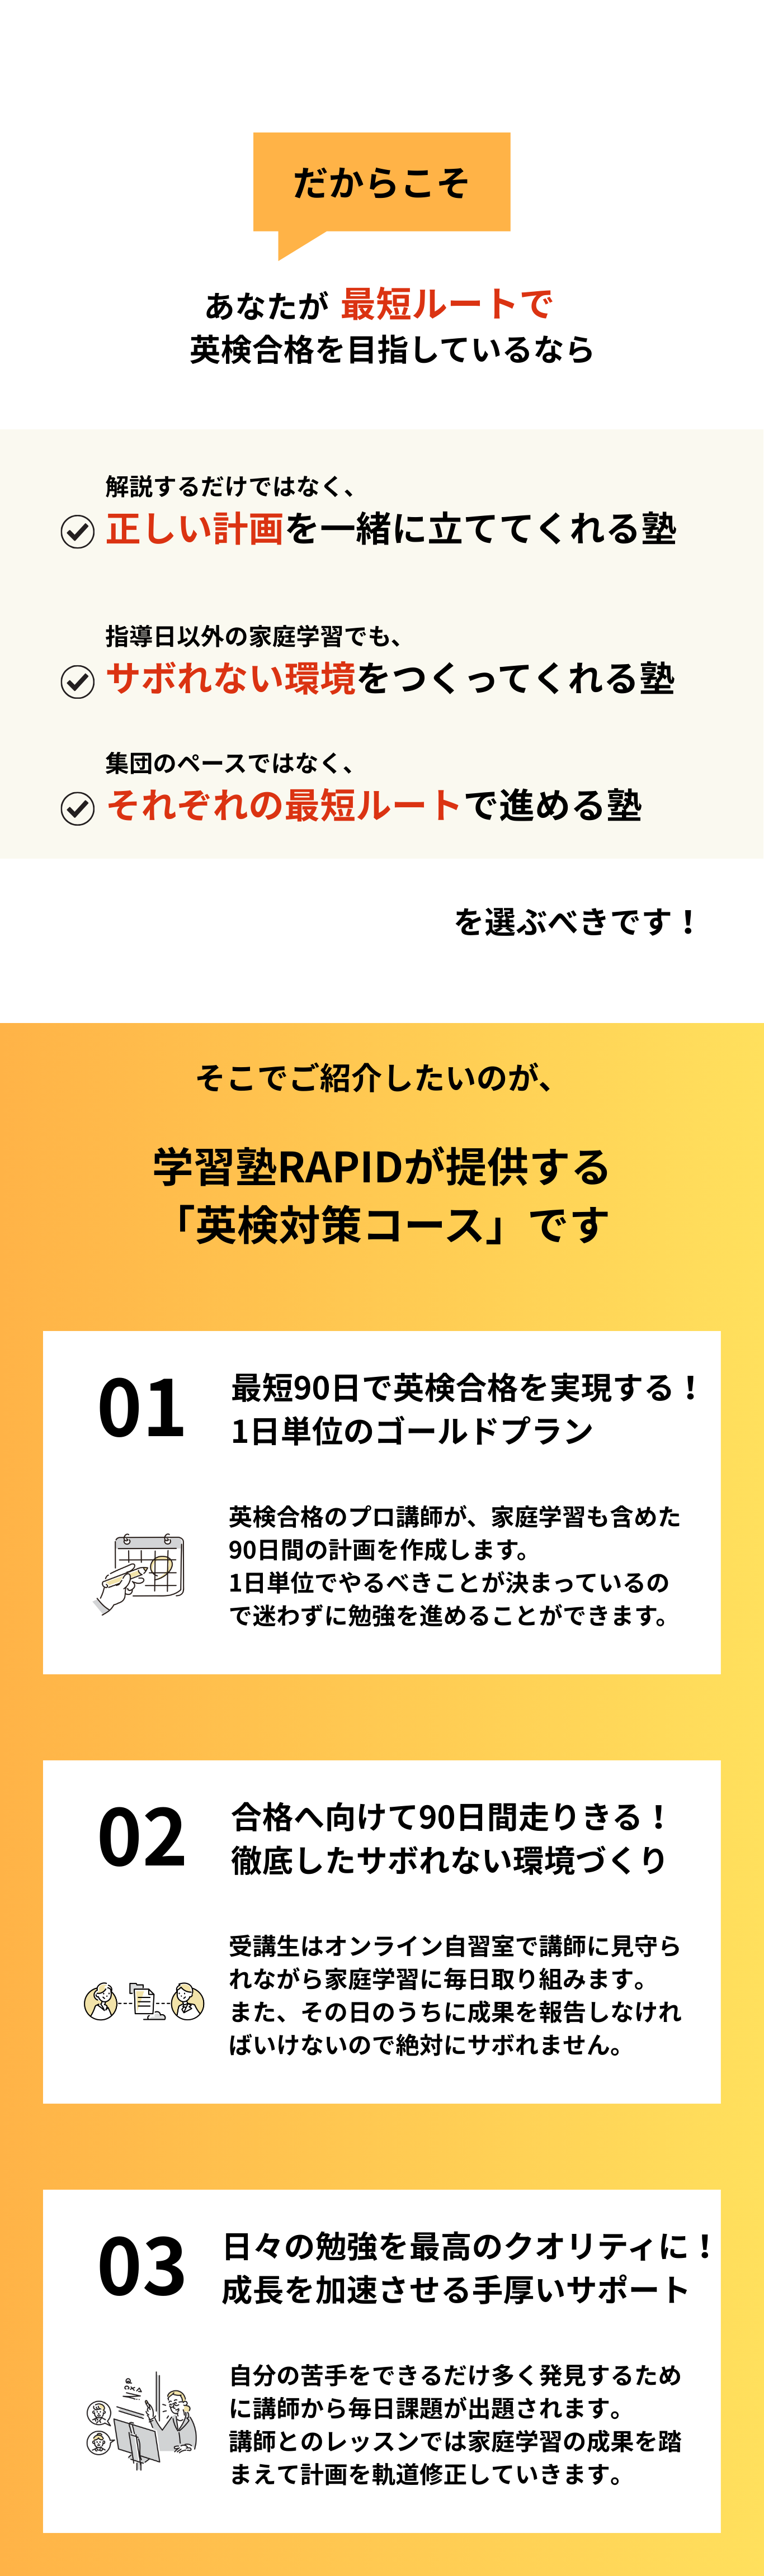 だからこそ
あなたが 最短ルートで
英検合格を目指しているなら
解説するだけではなく、
正しい計画を一緒に立ててくれる塾
指導日以外の家庭学習でも、
サボれない環境をつくってくれる塾
集団のペースではなく、
それぞれの最短ルートで進める塾
を選ぶべきです！
そこでご紹介したいのが、
学習塾RAPIDが提供する
「英検対策コース」です
01
最短90日で英検合格を実現する！
1日単位のゴールドプラン
英検合格のプロ講師が、家庭学習も含めた
90日間の計画を作成します。
1日単位でやるべきことが決まっているの
で迷わずに勉強を進めることができます。
02
合格へ向けて90日間走りきる！
徹底したサボれない環境づくり
受講生はオンライン自習室で講師に見守ら
れながら家庭学習に毎日取り組みます。
また、その日のうちに成果を報告しなけれ
ばいけないので絶対にサボれません。
03
日々の勉強を最高のクオリティに！
成長を加速させる手厚いサポート
自分の苦手をできるだけ多く発見するため
に講師から毎日課題が出題されます。
講師とのレッスンでは家庭学習の成果を踏
まえて計画を軌道修正していきます。